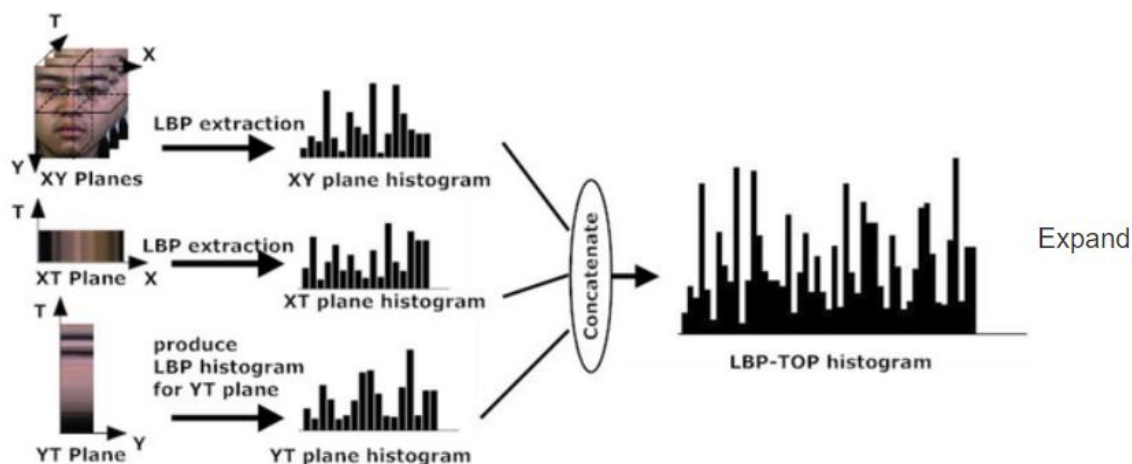 T
X
Y
XY Planes
LBP extraction
XY plane histogram
T
XT Plane
X
LBP extraction
XT plane histogram
T
YT Plane
Y
produce
LBP histogram
for YT plane
YT plane histogram
Concatenate
LBP-TOP histogram
Expand